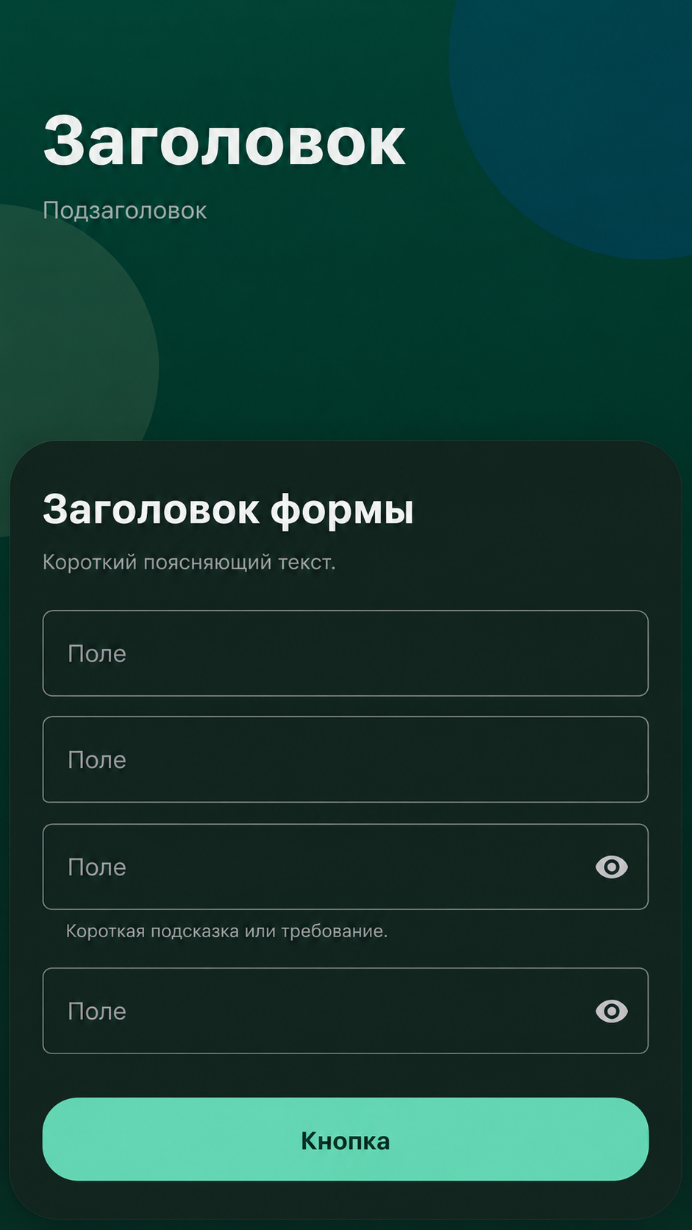 Заголовок
Подзаголовок
Заголовок формы
Короткий поясняющий текст.
Поле
Поле
Поле
Короткая подсказка или требование.
Поле
Кнопка